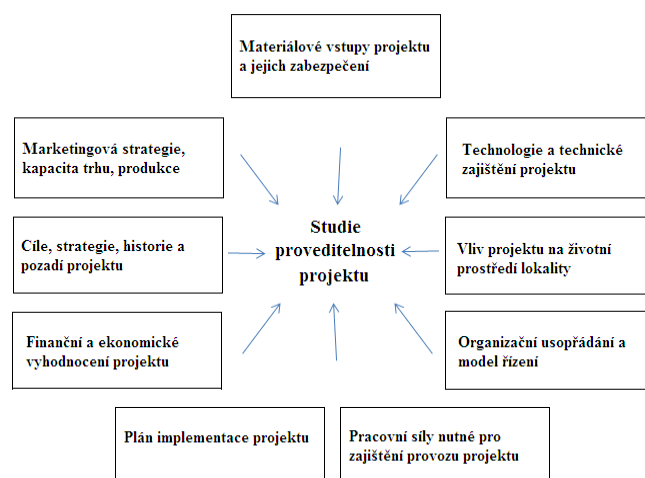 Materiálové vstupy projektu
a jejich zabezpečení
Marketingová strategie,
kapacita trhu, produkce
Technologie a technické
zajištění projektu
Studie
proveditelnosti
projektu
Cíle, strategie, historie a
pozadí projektu
Vliv projektu na životní
prostředí lokality
Finanční a ekonomické
vyhodnocení projektu
Organizační usopřádání a
model řízení
Plán implementace projektu
Pracovní síly nutné pro
zajištění provozu projektu